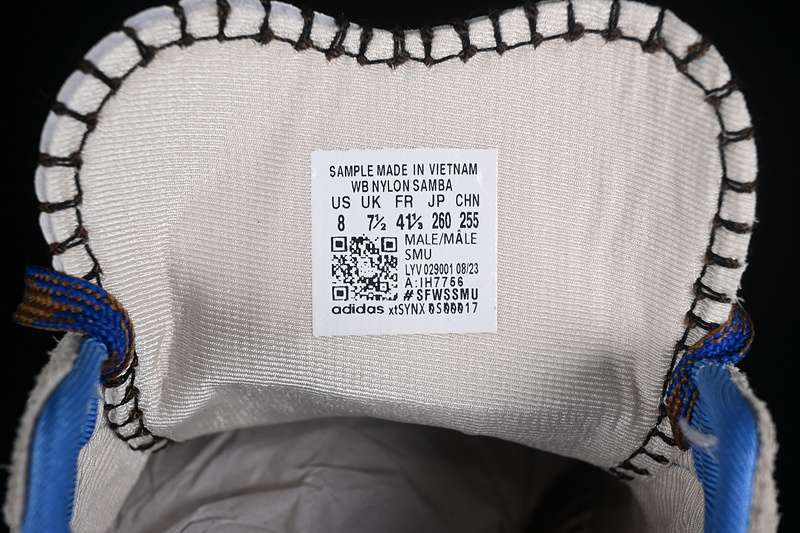 SAMPLE MADE IN VIETNAM
WB NYLON SAMBA
US UK FR JP CHN
8 7½ 41⅓ 260 255
MALE/MÂLE
SMU
LYV 029001 08/23
A:IH7756
#SFWSSMU
adidas xtSYNX